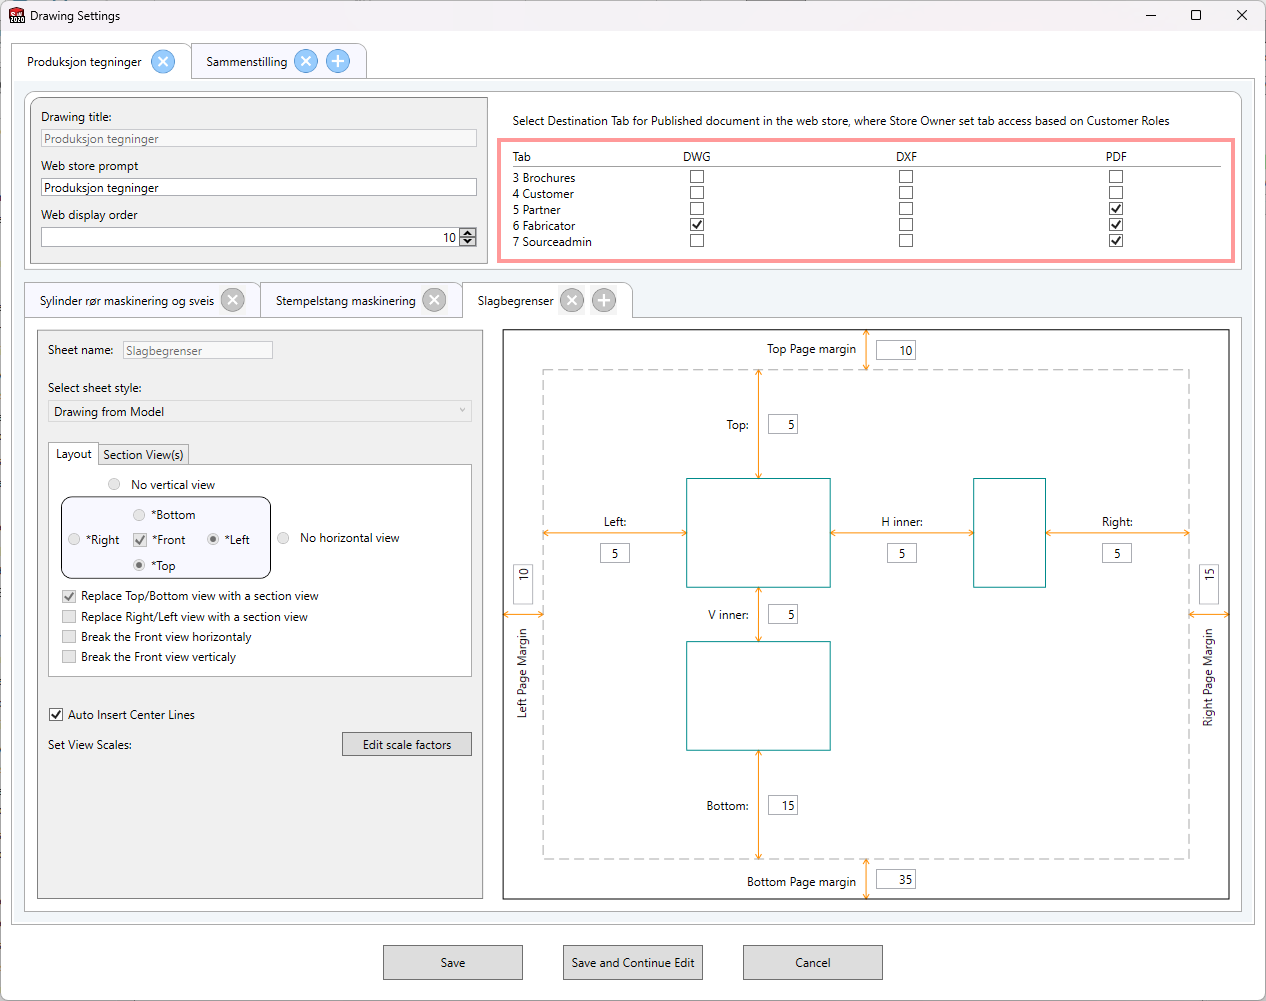 Drawing Settings
Produksjon tegninger
Sammenstilling
Drawing title:
Produksjon tegninger
Web store prompt
Produksjon tegninger
Web display order
10
Select Destination Tab for Published document in the web store, where Store Owner set tab access based on Customer Roles
Tab DWG DXF PDF
3 Brochures
4 Customer
5 Partner
6 Fabricator
7 Sourceadmin
Sylinder rør maskinering og sveis
Stempelstang maskinering
Slagbegrenser
Sheet name: Slagbegrenser
Select sheet style:
Drawing from Model
Layout Section View(s)
No vertical view
*Bottom
*Right *Front *Left No horizontal view
*Top
Replace Top/Bottom view with a section view
Replace Right/Left view with a section view
Break the Front view horizontaly
Break the Front view verticaly
Auto Insert Center Lines
Set View Scales: Edit scale factors
Top Page margin 10
Top: 5
Left: 5
H inner: 5
Right: 5
10
Left Page Margin
15
Right Page Margin
V inner: 5
Bottom: 15
Bottom Page margin 35
Save Save and Continue Edit Cancel